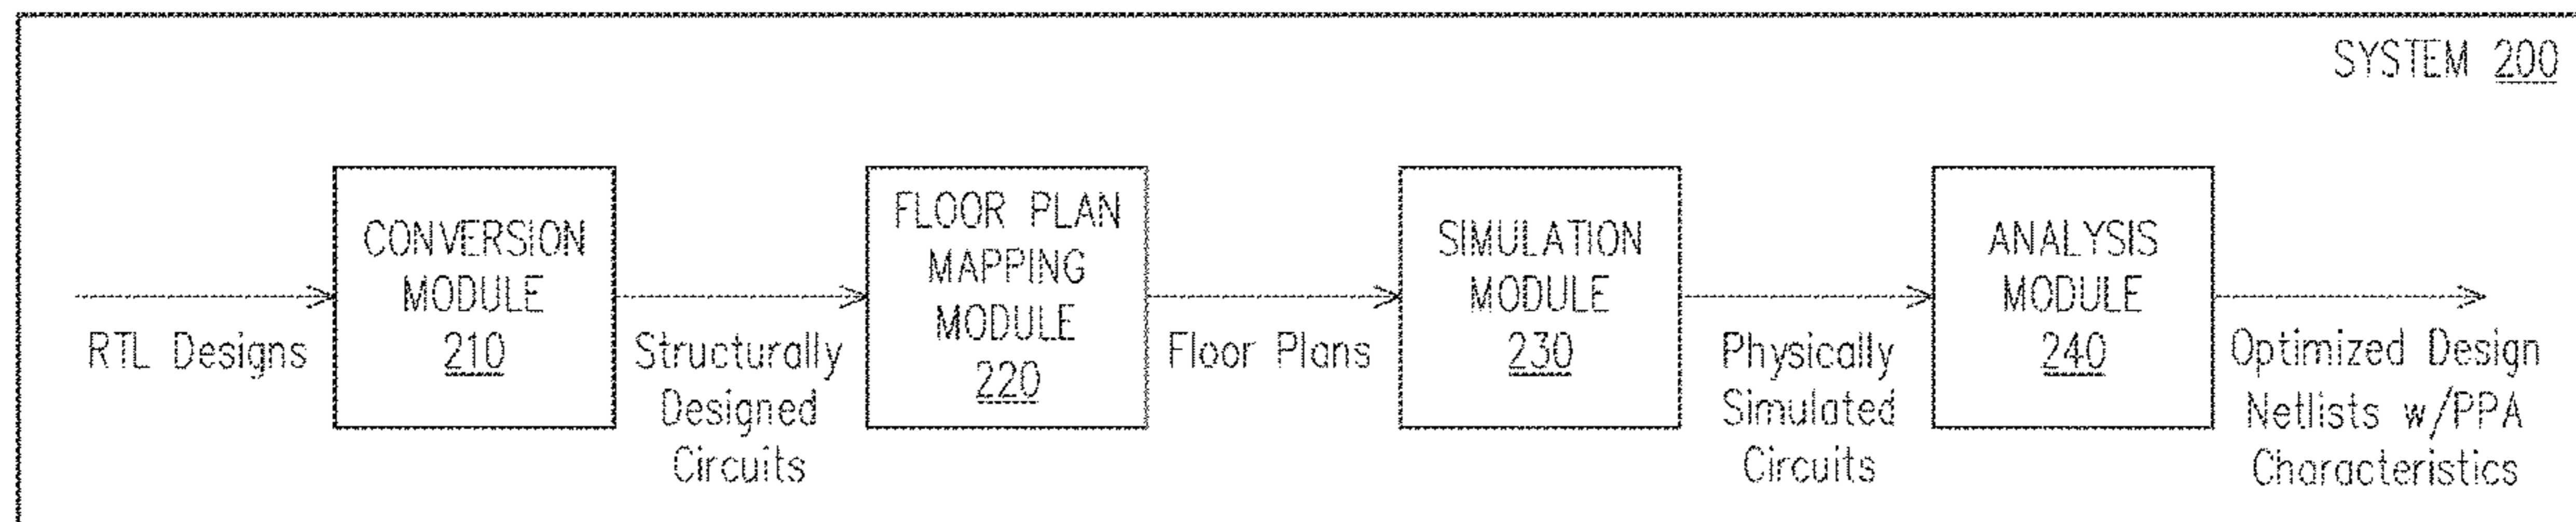 SYSTEM 200
RTL Designs
CONVERSION
MODULE
210
Structurally
Designed
Circuits
FLOOR PLAN
MAPPING
MODULE
220
Floor Plans
SIMULATION
MODULE
230
Physically
Simulated
Circuits
ANALYSIS
MODULE
240
Optimized Design
Netlists w/PPA
Characteristics